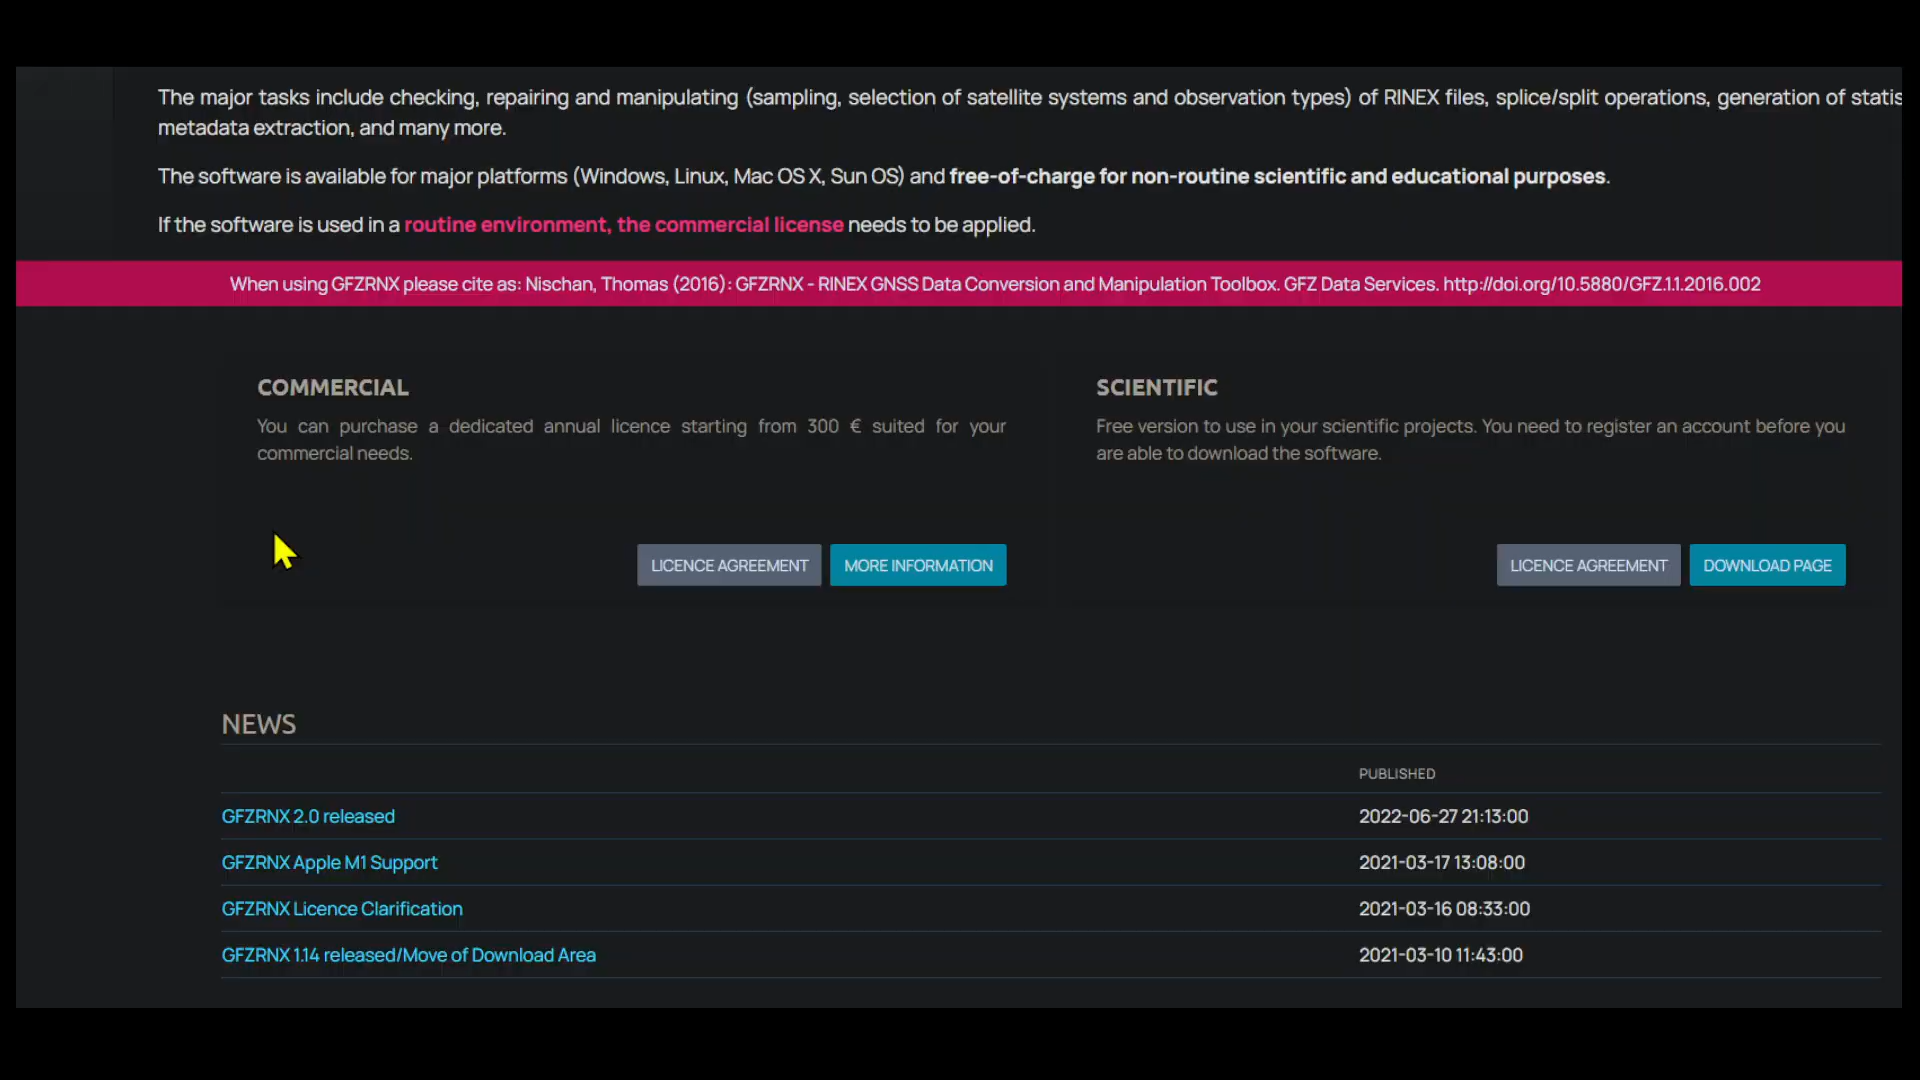 The major tasks include checking, repairing and manipulating (sampling, selection of satellite systems and observation types) of RINEX files, splice/split operations, generation of statis
metadata extraction, and many more.
The software is available for major platforms (Windows, Linux, Mac OS X, Sun OS) and free-of-charge for non-routine scientific and educational purposes.
If the software is used in a routine environment, the commercial license needs to be applied.
When using GFZRNX please cite as: Nischan, Thomas (2016): GFZRNX - RINEX GNSS Data Conversion and Manipulation Toolbox. GFZ Data Services. http://doi.org/10.5880/GFZ.1.1.2016.002
COMMERCIAL
You can purchase a dedicated annual licence starting from 300 € suited for your
commercial needs.
LICENCE AGREEMENT
MORE INFORMATION
SCIENTIFIC
Free version to use in your scientific projects. You need to register an account before you
are able to download the software.
LICENCE AGREEMENT
DOWNLOAD PAGE
NEWS
PUBLISHED
GFZRNX 2.0 released 2022-06-27 21:13:00
GFZRNX Apple M1 Support 2021-03-17 13:08:00
GFZRNX Licence Clarification 2021-03-16 08:33:00
GFZRNX 1.14 released/Move of Download Area 2021-03-10 11:43:00